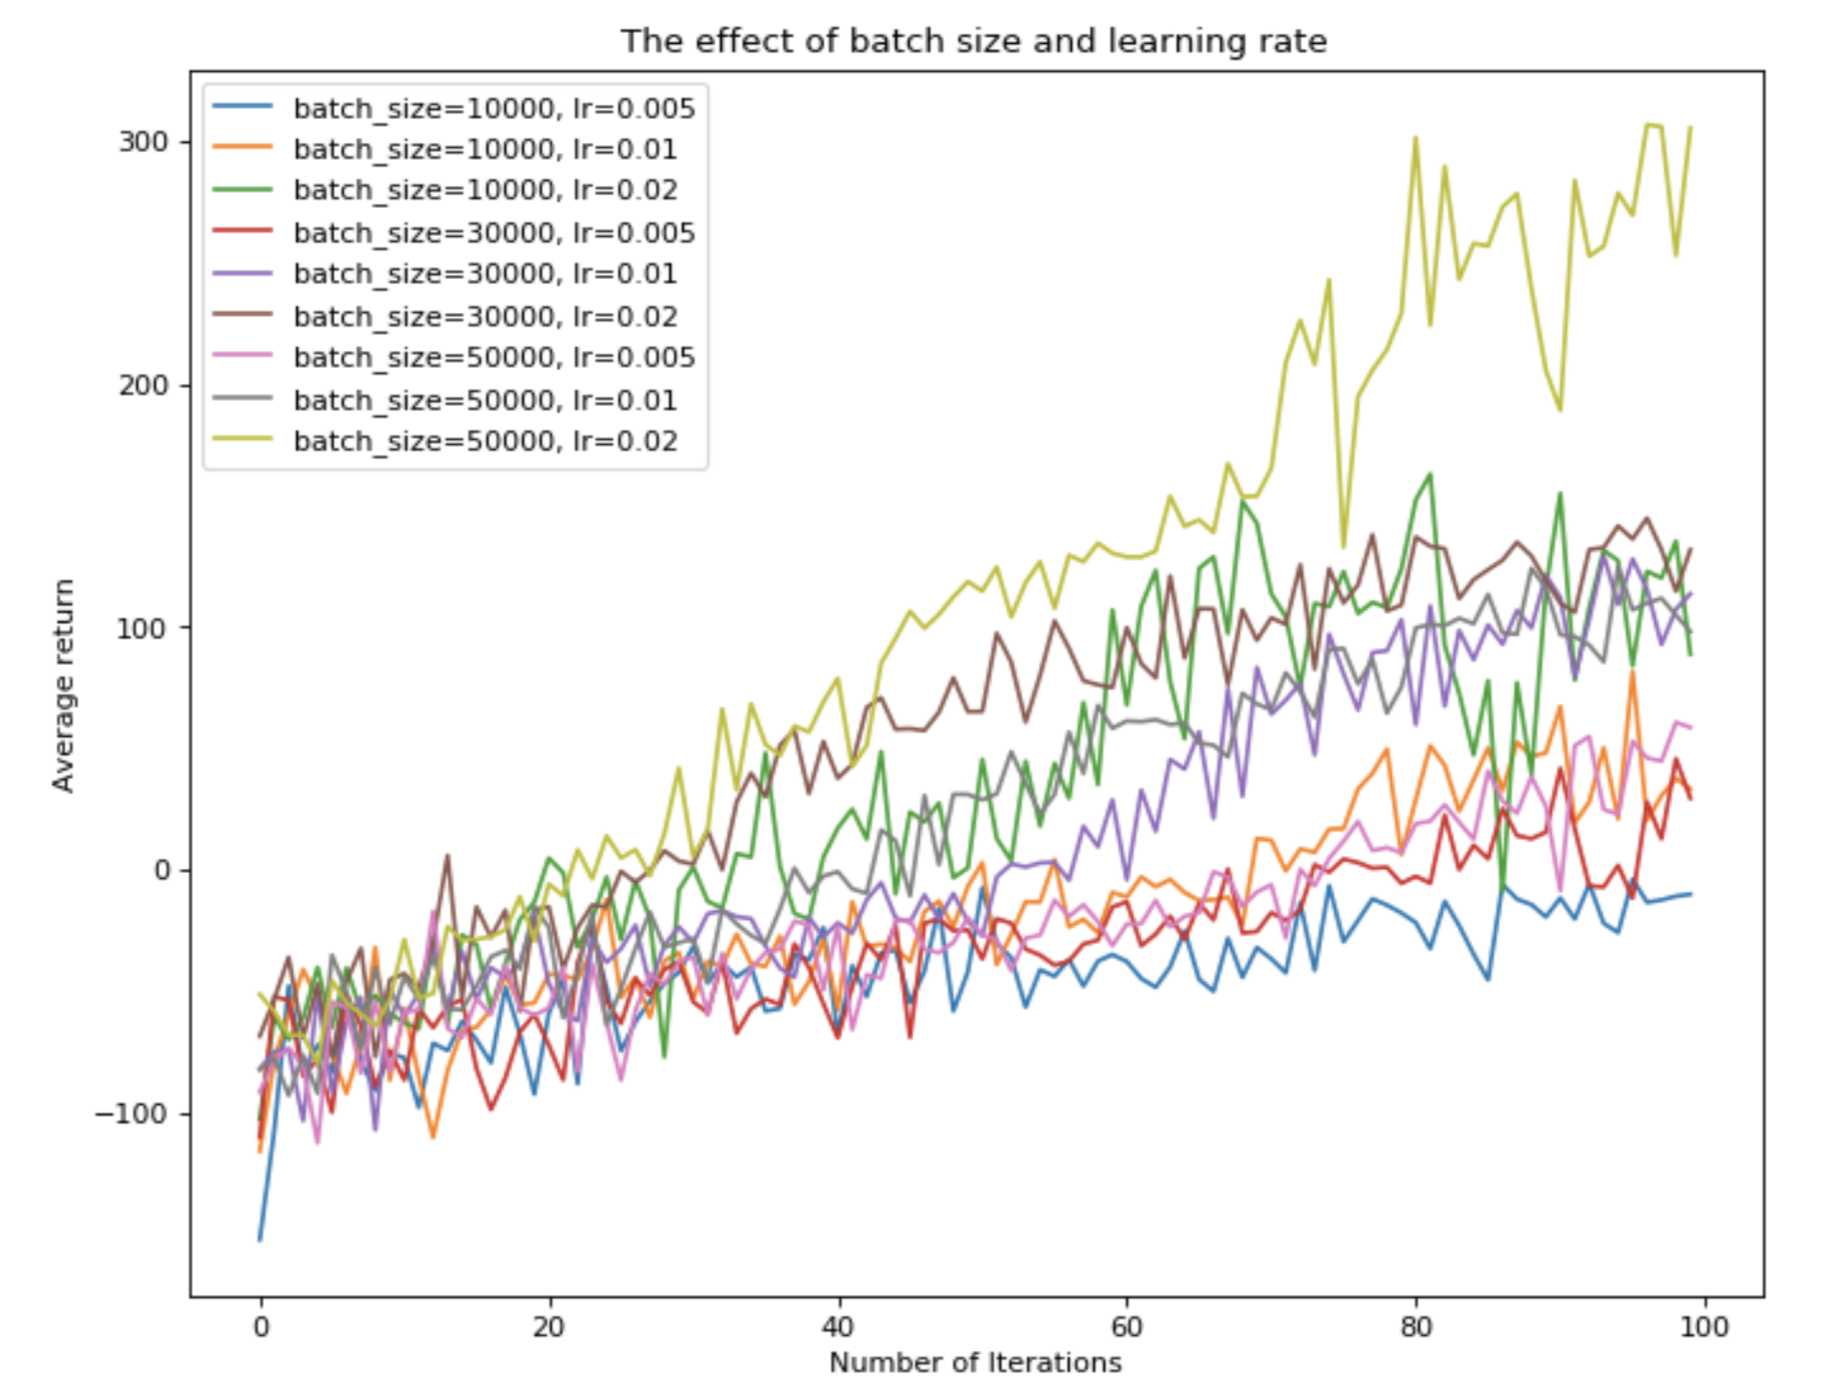 The effect of batch size and learning rate
batch_size=10000, lr=0.005
batch_size=10000, lr=0.01
batch_size=10000, lr=0.02
batch_size=30000, lr=0.005
batch_size=30000, lr=0.01
batch_size=30000, lr=0.02
batch_size=50000, lr=0.005
batch_size=50000, lr=0.01
batch_size=50000, lr=0.02
300
200
100
0
−100
Average return
0 20 40 60 80 100
Number of Iterations